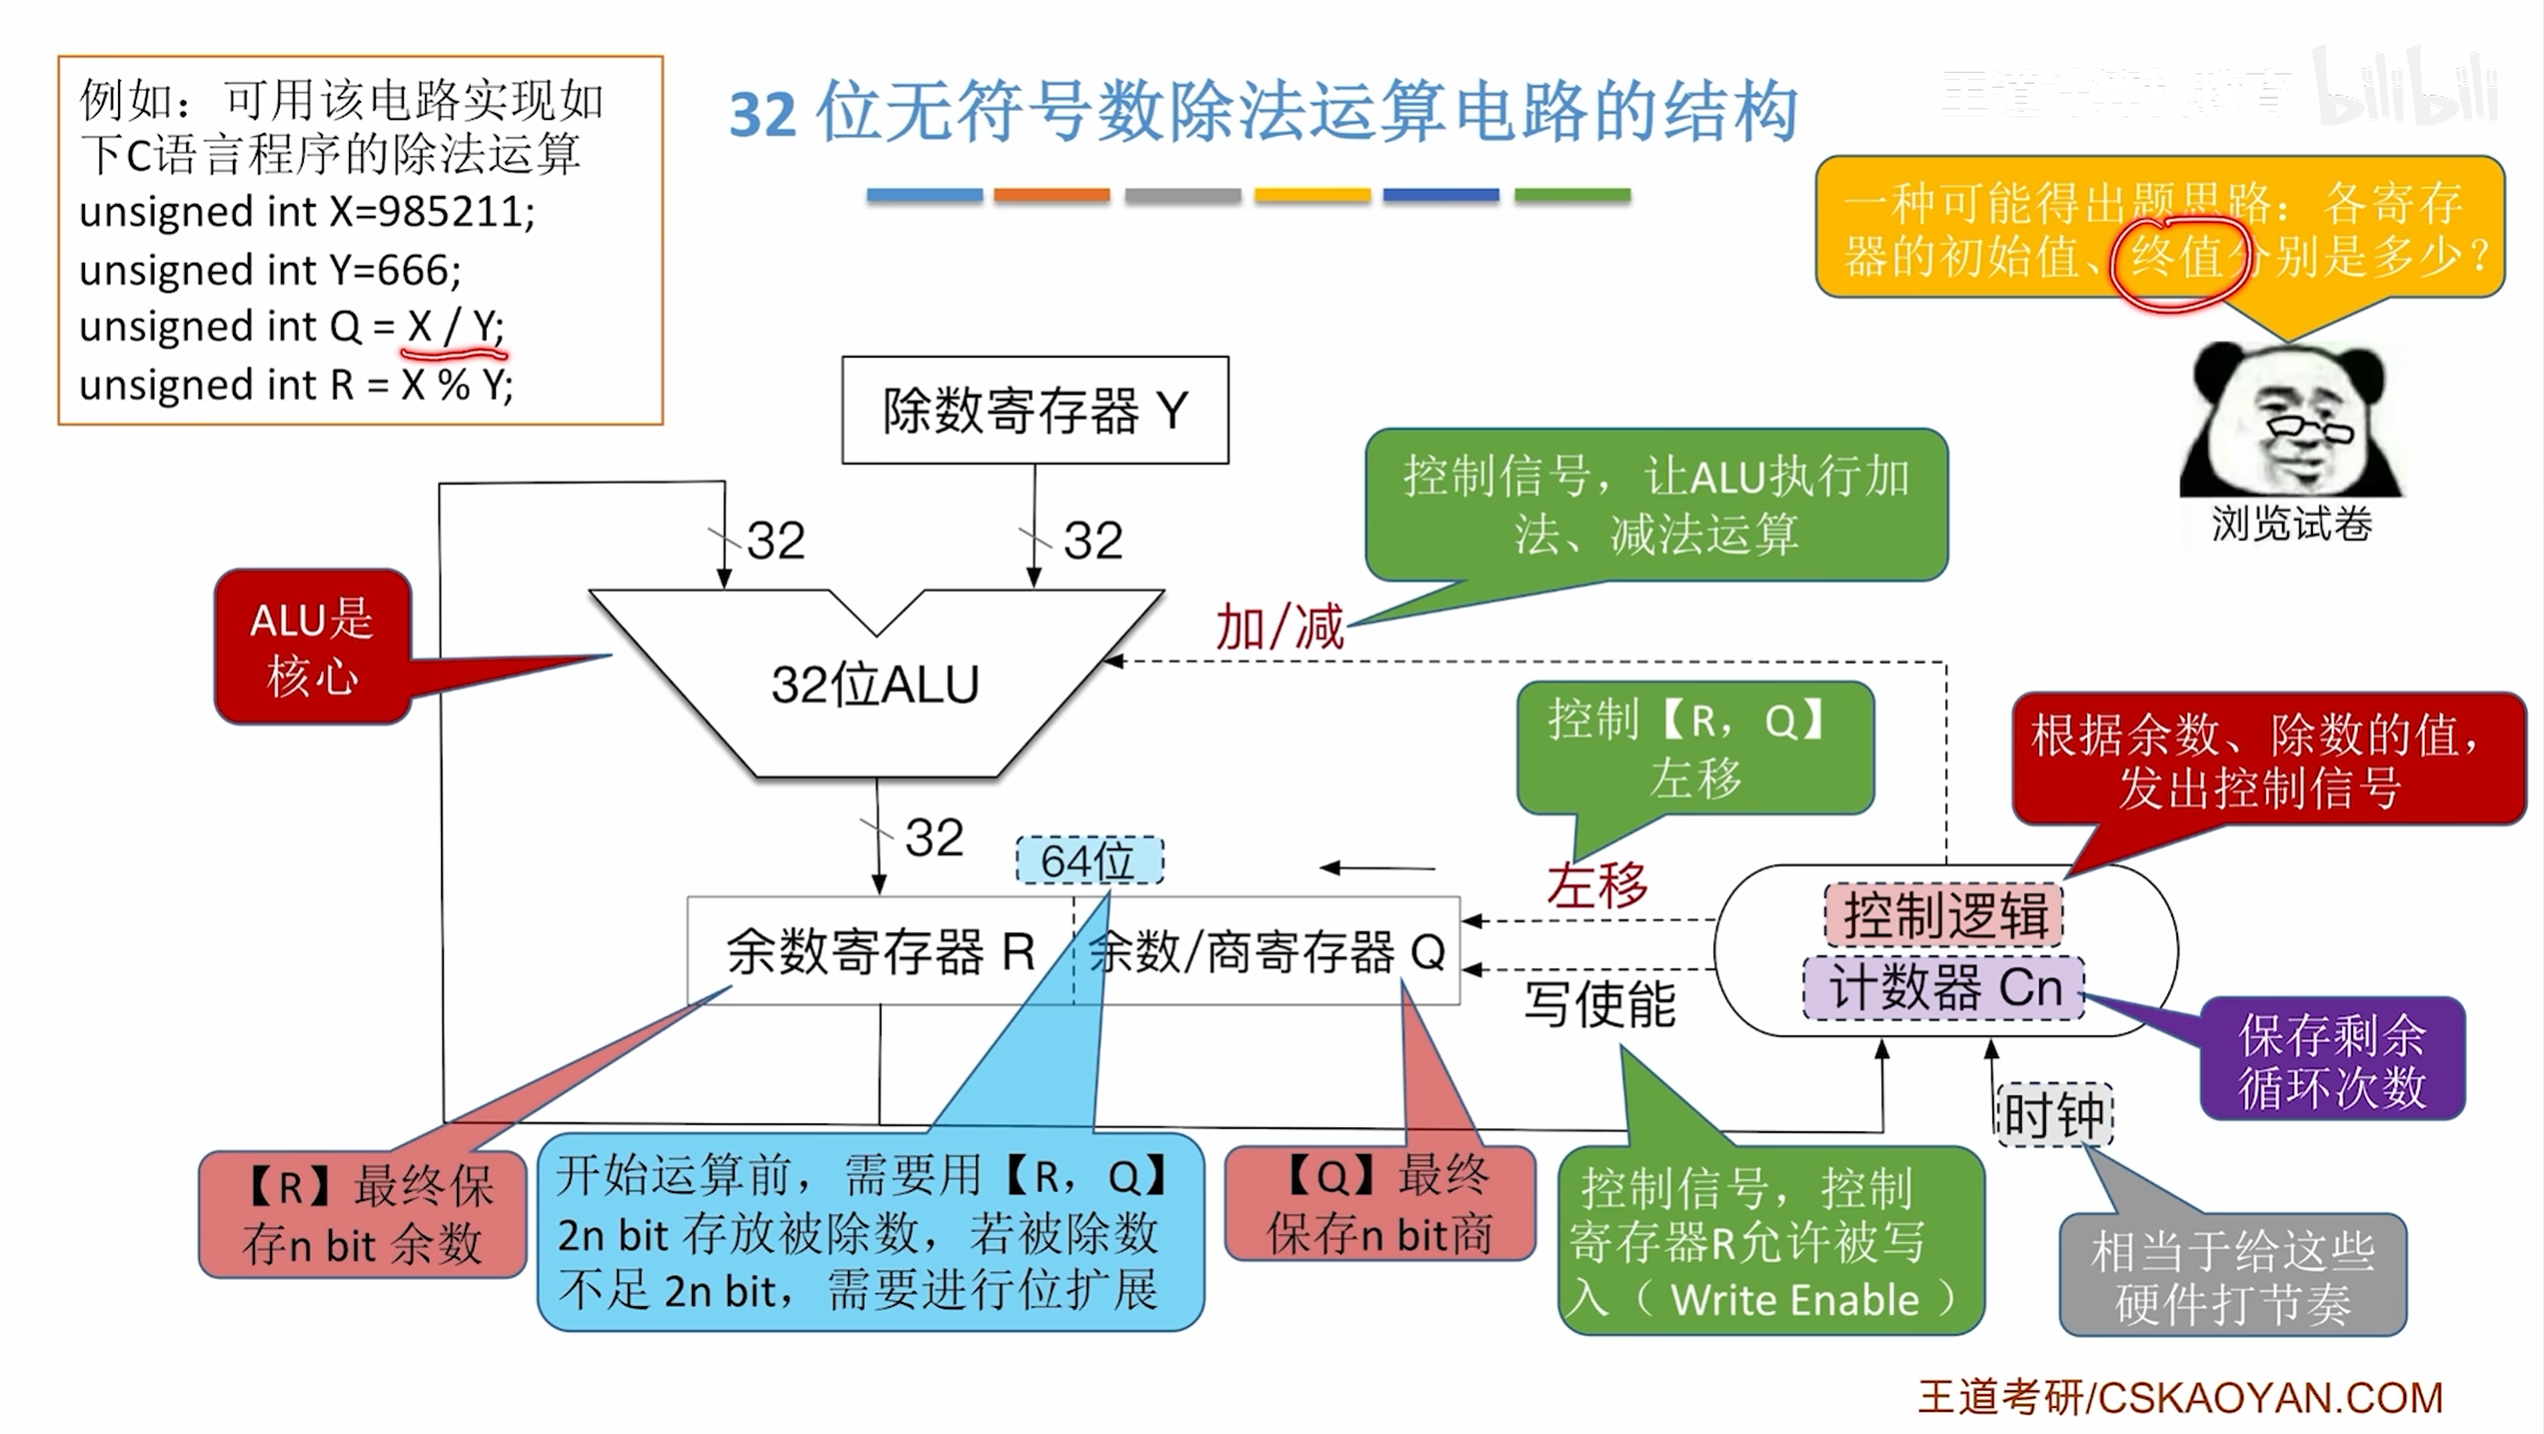 例如：可用该电路实现如
下C语言程序的除法运算
unsigned int X=985211;
unsigned int Y=666;
unsigned int Q = X / Y;
unsigned int R = X % Y;
32 位无符号数除法运算电路的结构
王道计算机教育 bilibili
一种可能得出题思路：各寄存
器的初始值、终值分别是多少？
浏览试卷
除数寄存器 Y
32
32
控制信号，让ALU执行加
法、减法运算
ALU是
核心
加/减
32位ALU
控制【R，Q】
左移
根据余数、除数的值，
发出控制信号
32
64位
左移
余数寄存器 R
余数/商寄存器 Q
写使能
控制逻辑
计数器 Cn
保存剩余
循环次数
时钟
【R】最终保
存n bit 余数
开始运算前，需要用【R，Q】
2n bit 存放被除数，若被除数
不足 2n bit，需要进行位扩展
【Q】最终
保存n bit商
控制信号，控制
寄存器R允许被写
入（ Write Enable ）
相当于给这些
硬件打节奏
王道考研/CSKAOYAN.COM